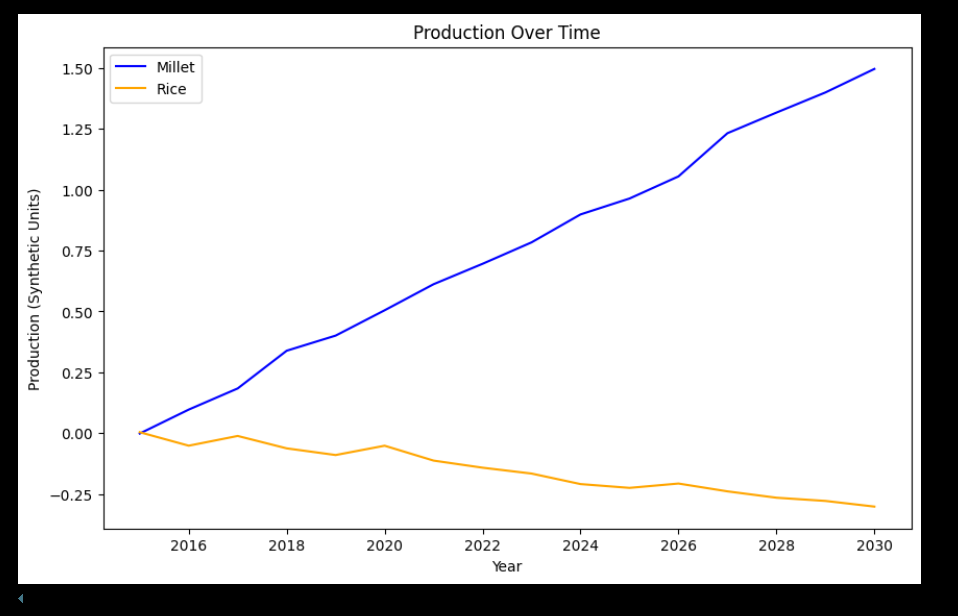 Production Over Time
Millet
Rice
1.50
1.25
1.00
0.75
0.50
0.25
0.00
−0.25
Production (Synthetic Units)
2016 2018 2020 2022 2024 2026 2028 2030
Year